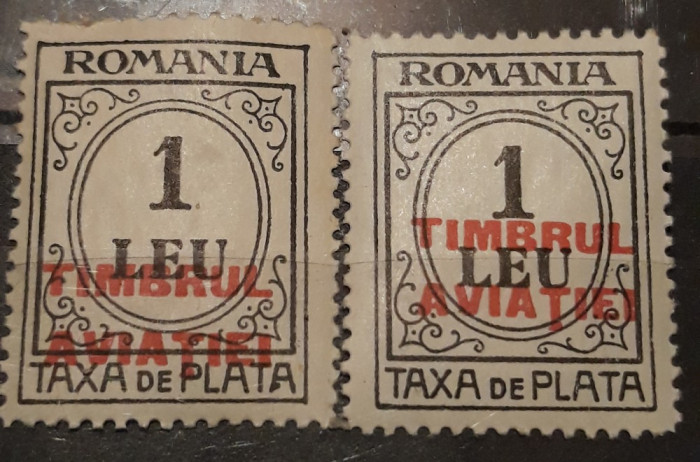 ROMANIA
1
LEU
TIMBRUL
AVIAȚIEI
TAXA DE PLATA
ROMANIA
1
TIMBRUL
LEU
AVIAȚIEI
TAXA DE PLATA